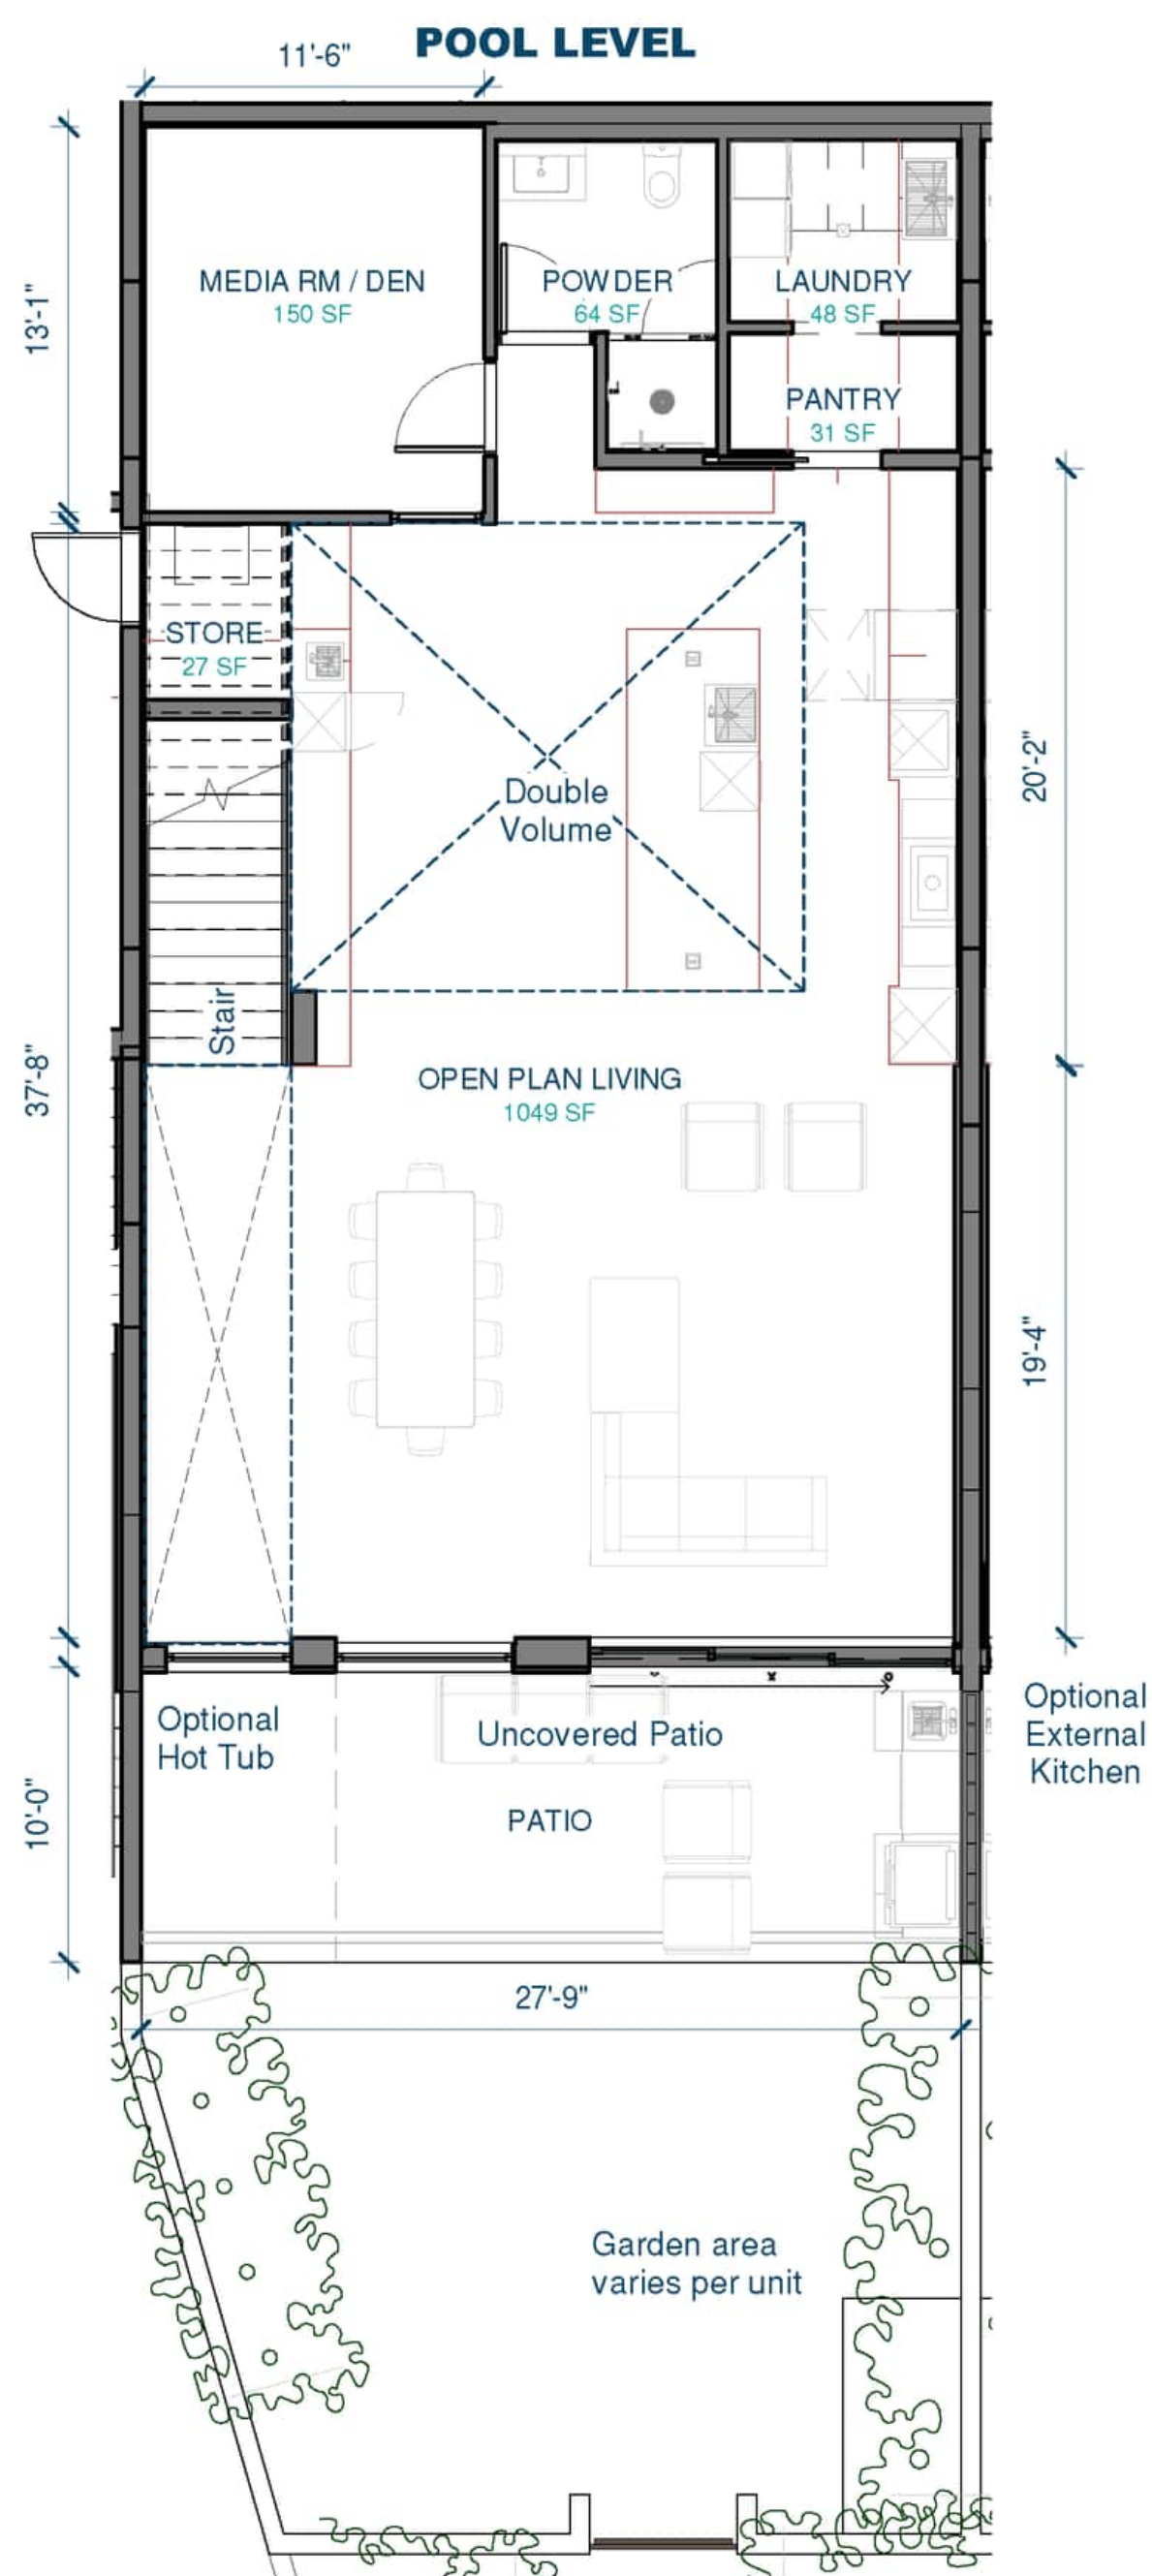 POOL LEVEL
11'-6"
13'-1"
MEDIA RM / DEN
150 SF
POWDER
64 SF
LAUNDRY
48 SF
PANTRY
31 SF
STORE
27 SF
Double
Volume
20'-2"
Stair
37'-8"
OPEN PLAN LIVING
1049 SF
19'-4"
Optional
Hot Tub
Uncovered Patio
Optional
External
Kitchen
PATIO
10'-0"
27'-9"
Garden area
varies per unit